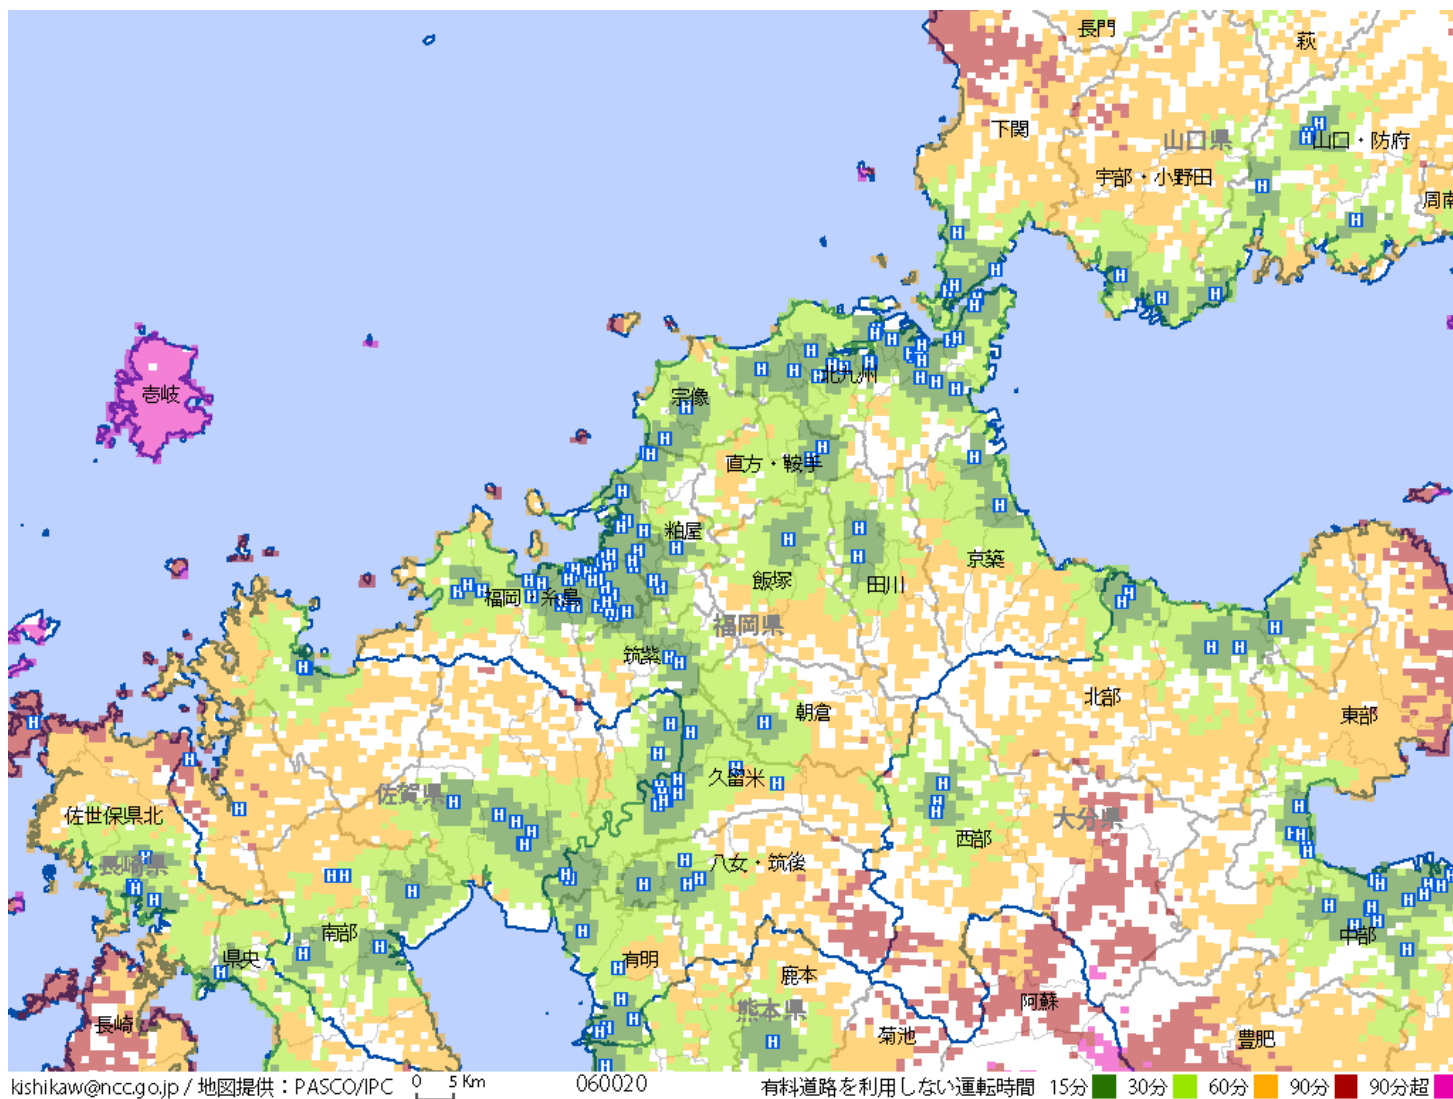 長門
萩
下関
山口県
山口・防府
宇部・小野田
周南
壱岐
北九州
宗像
直方・鞍手
粕屋
京築
飯塚
田川
福岡・糸島
福岡県
筑紫
北部
朝倉
東部
久留米
佐賀県
佐世保県北
大分県
西部
長崎県
八女・筑後
南部
中部
県央
有明
鹿本
阿蘇
熊本県
長崎
菊池
豊肥
kishikaw@ncc.go.jp / 地図提供：PASCO/IPC 0 5 Km 060020 有料道路を利用しない運転時間 15分 30分 60分 90分 90分超